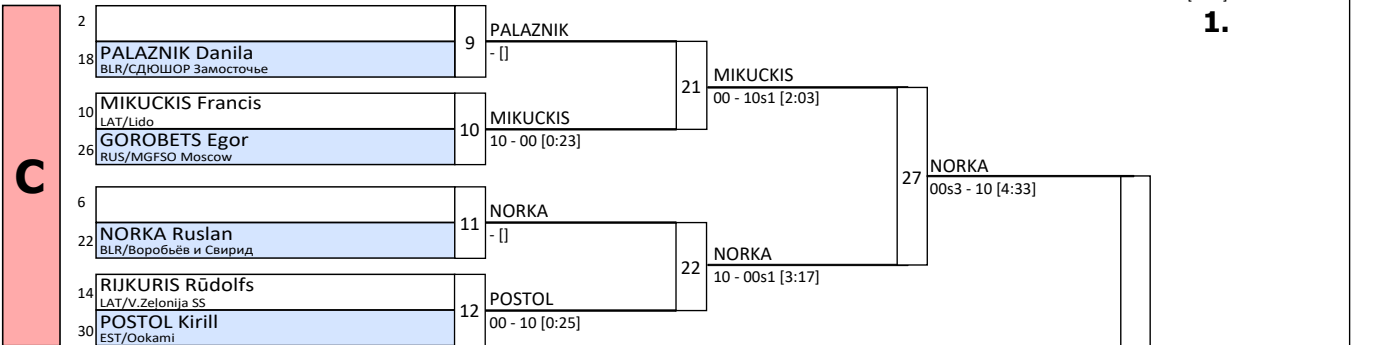 1.
C
2
18 PALAZNIK Danila
BLR/СДЮШОР Замосточье
9
PALAZNIK
- []
10 MIKUCKIS Francis
LAT/Lido
26 GOROBETS Egor
RUS/MGFSO Moscow
10
MIKUCKIS
10 - 00 [0:23]
21
MIKUCKIS
00 - 10s1 [2:03]
6
22 NORKA Ruslan
BLR/Воробьёв и Свирид
11
NORKA
- []
14 RIJKURIS Rūdolfs
LAT/V.Zeļonija SS
30 POSTOL Kirill
EST/Ookami
12
POSTOL
00 - 10 [0:25]
22
NORKA
10 - 00s1 [3:17]
27
NORKA
00s3 - 10 [4:33]